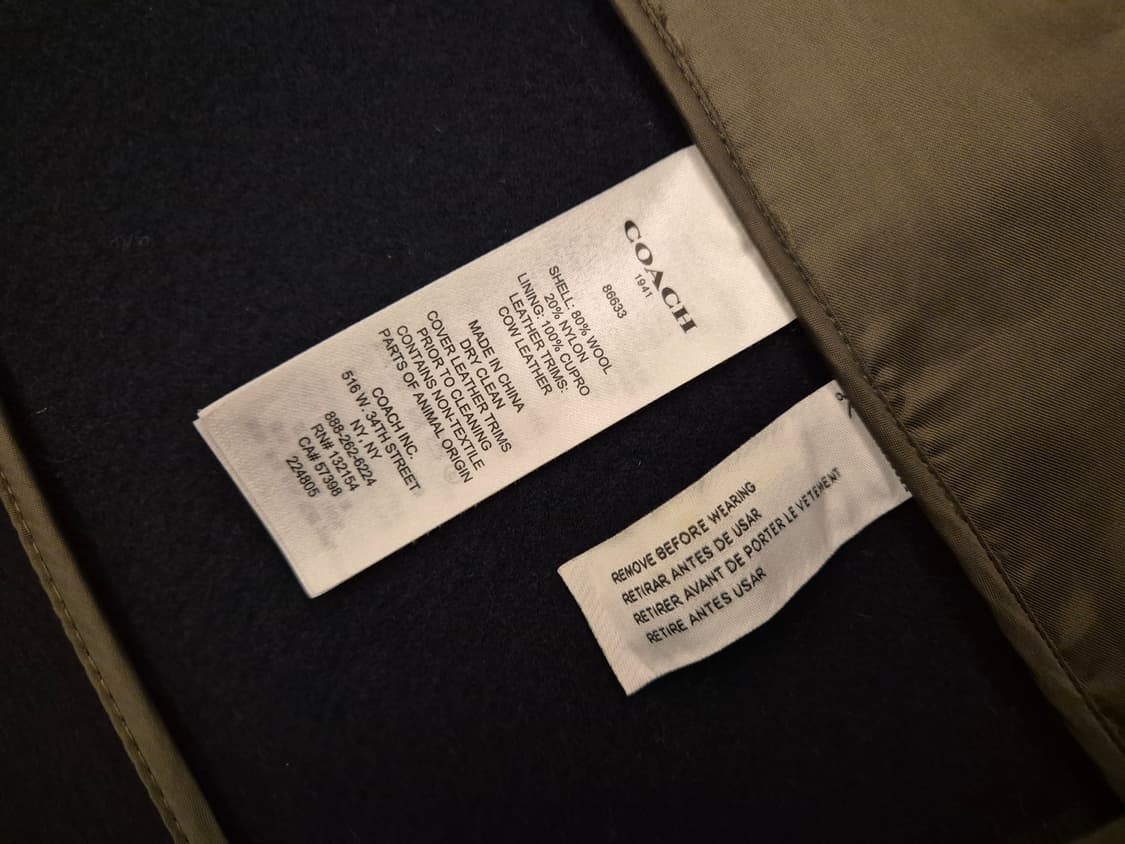 COACH
1941
86633
SHELL: 80% WOOL
20% NYLON
LINING: 100% CUPRO
LEATHER TRIMS:
COW LEATHER
MADE IN CHINA
DRY CLEAN
COVER LEATHER TRIMS
PRIOR TO CLEANING
CONTAINS NON-TEXTILE
PARTS OF ANIMAL ORIGIN
COACH INC.
516 W. 34TH STREET
NY, NY
888-262-6224
RN# 132154
CA# 57398
224805
REMOVE BEFORE WEARING
RETIRAR ANTES DE USAR
RETIRER AVANT DE PORTER LE VETEMENT
RETIRE ANTES USAR